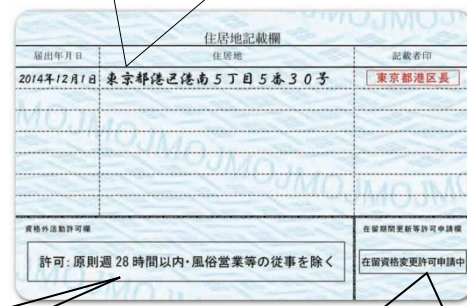 住居地記載欄
届出年月日 住居地 記載者印
2014年12月1日 東京都港区港南5丁目5番30号 東京都港区長
MOJMOJMOJMOJ
資格外活動許可欄 在留期間更新等許可申請欄
許可:原則週28時間以内・風俗営業等の従事を除く 在留資格変更許可申請中